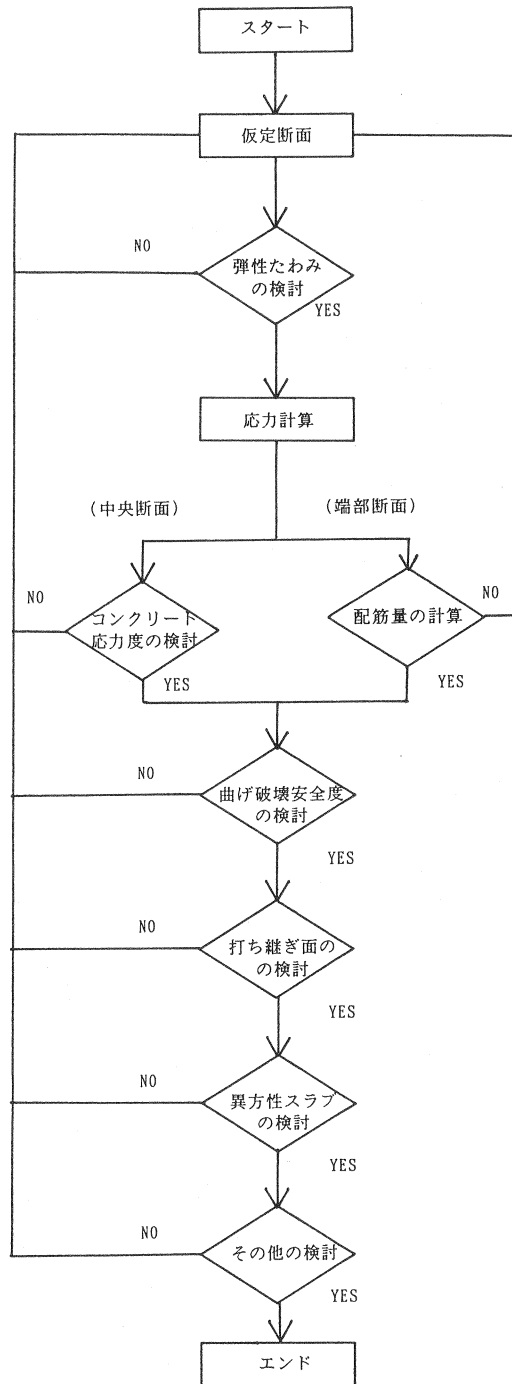 スタート
仮定断面
NO
弾性たわみ
の検討
YES
応力計算
(中央断面)
(端部断面)
NO
コンクリート
応力度の検討
YES
配筋量の計算
NO
YES
NO
曲げ破壊安全度
の検討
YES
NO
打ち継ぎ面の
の検討
YES
NO
異方性スラブ
の検討
YES
NO
その他の検討
YES
エンド